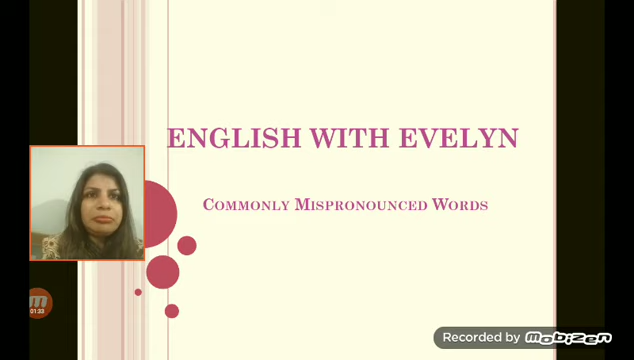 ENGLISH WITH EVELYN
COMMONLY MISPRONOUNCED WORDS
01:33
Recorded by MOBIZEN